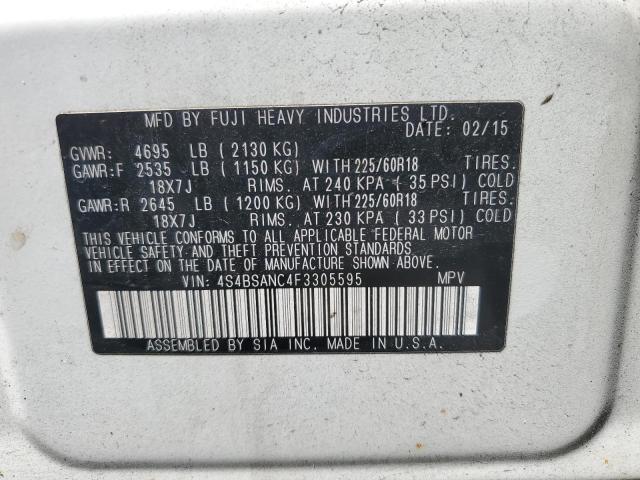 MFD BY FUJI HEAVY INDUSTRIES LTD.
DATE: 02/15
GVWR: 4695 LB ( 2130 KG)
GAWR:F 2535 LB ( 1150 KG) WITH 225/60R18 TIRES.
18X7J RIMS. AT 240 KPA ( 35 PSI) COLD
GAWR:R 2645 LB ( 1200 KG) WITH 225/60R18 TIRES.
18X7J RIMS. AT 230 KPA ( 33 PSI) COLD
THIS VEHICLE CONFORMS TO ALL APPLICABLE FEDERAL MOTOR
VEHICLE SAFETY AND THEFT PREVENTION STANDARDS
IN EFFECT ON THE DATE OF MANUFACTURE SHOWN ABOVE.
VIN: 4S4BSANC4F3305595 MPV
ASSEMBLED BY SIA INC. MADE IN U.S.A.